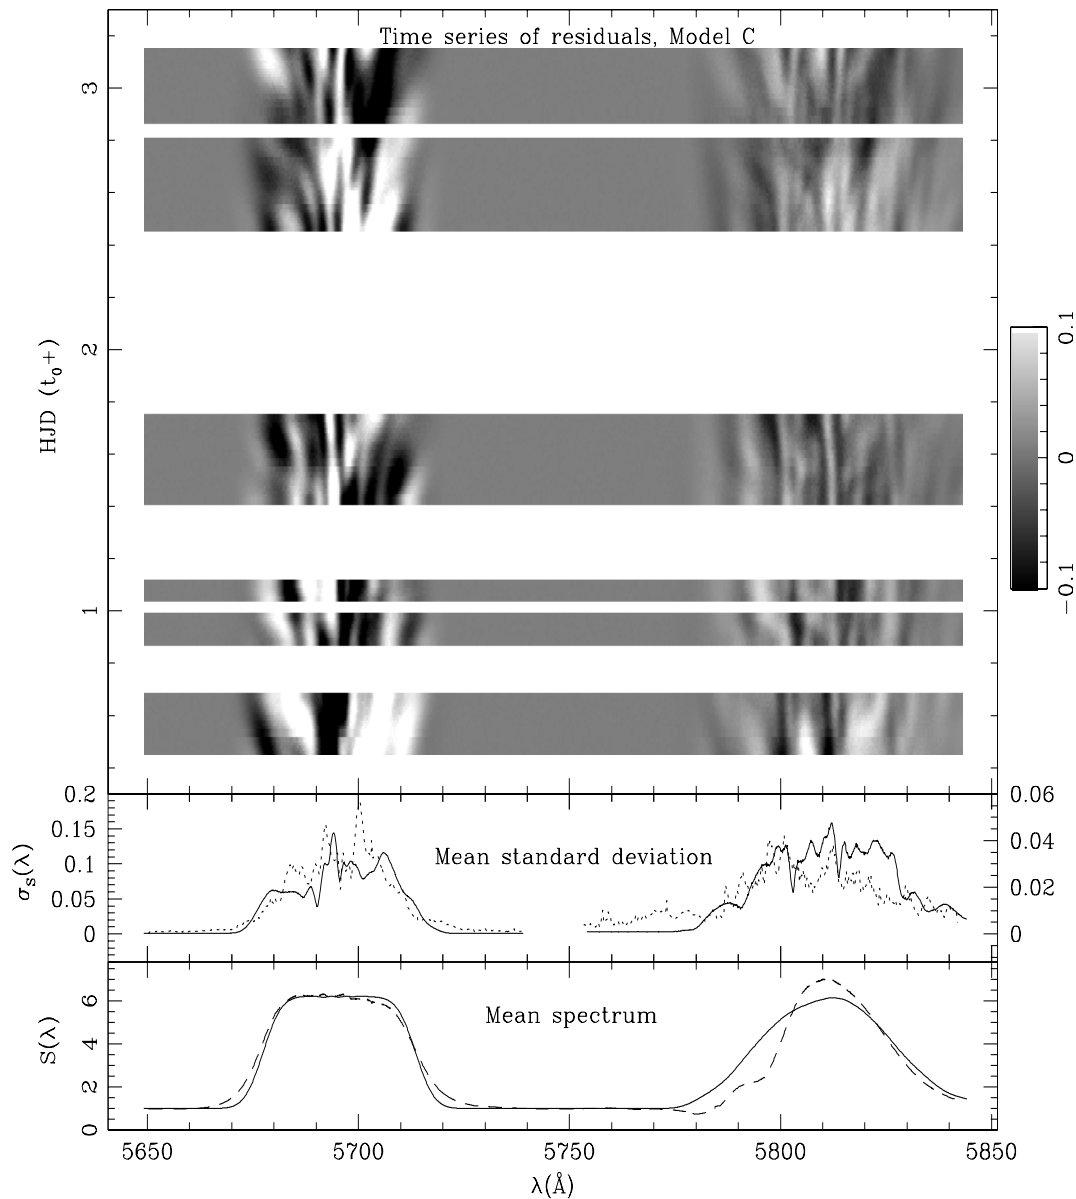 Time series of residuals, Model C
3
2
1
HJD (t₀+)
0.1
0
−0.1
0.2
0.15
0.1
0.05
0
σₛ(λ)
Mean standard deviation
0.06
0.04
0.02
0
6
4
2
0
S(λ)
Mean spectrum
5650 5700 5750 5800 5850
λ(Å)